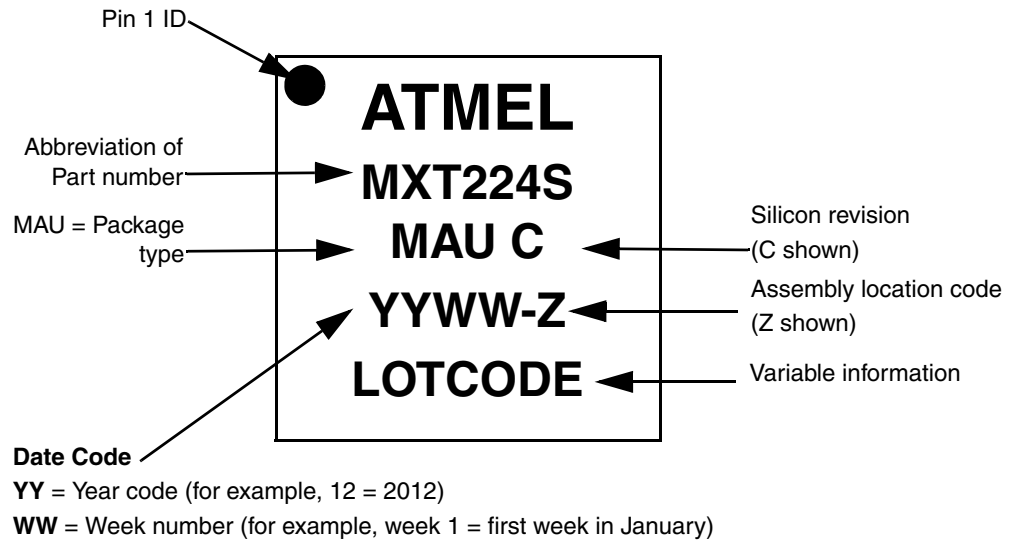 Pin 1 ID
ATMEL
Abbreviation of
Part number
MXT224S
MAU = Package
type
MAU C
Silicon revision
(C shown)
YYWW-Z
Assembly location code
(Z shown)
LOTCODE
Variable information
Date Code
YY = Year code (for example, 12 = 2012)
WW = Week number (for example, week 1 = first week in January)